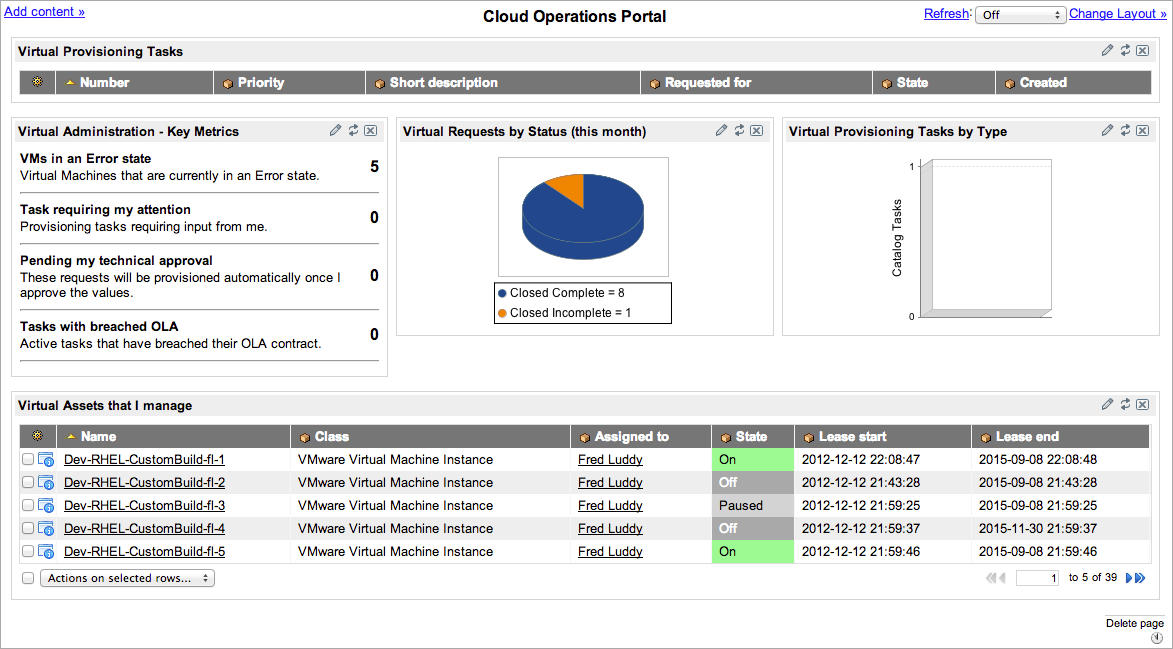 Add content »
Cloud Operations Portal
Refresh: Off Change Layout »
Virtual Provisioning Tasks
Number Priority Short description Requested for State Created
Virtual Administration - Key Metrics
VMs in an Error state
Virtual Machines that are currently in an Error state.
5
Task requiring my attention
Provisioning tasks requiring input from me.
0
Pending my technical approval
These requests will be provisioned automatically once I
approve the values.
0
Tasks with breached OLA
Active tasks that have breached their OLA contract.
0
Virtual Requests by Status (this month)
Closed Complete = 8
Closed Incomplete = 1
Virtual Provisioning Tasks by Type
1
Catalog Tasks
0
Virtual Assets that I manage
Name Class Assigned to State Lease start Lease end
Dev-RHEL-CustomBuild-fl-1 VMware Virtual Machine Instance Fred Luddy On 2012-12-12 22:08:47 2015-09-08 22:08:48
Dev-RHEL-CustomBuild-fl-2 VMware Virtual Machine Instance Fred Luddy Off 2012-12-12 21:43:28 2015-09-08 21:43:28
Dev-RHEL-CustomBuild-fl-3 VMware Virtual Machine Instance Fred Luddy Paused 2012-12-12 21:59:25 2015-09-08 21:59:25
Dev-RHEL-CustomBuild-fl-4 VMware Virtual Machine Instance Fred Luddy Off 2012-12-12 21:59:37 2015-11-30 21:59:37
Dev-RHEL-CustomBuild-fl-5 VMware Virtual Machine Instance Fred Luddy On 2012-12-12 21:59:46 2015-09-08 21:59:46
Actions on selected rows... 1 to 5 of 39
Delete page